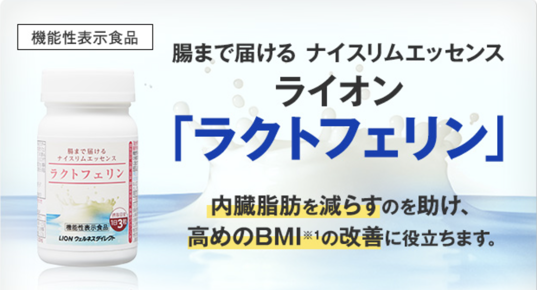 機能性表示食品
腸まで届ける ナイスリムエッセンス
ライオン
「ラクトフェリン」
内臓脂肪を減らすのを助け、
高めのBMI※1の改善に役立ちます。
腸まで届ける
ナイスリムエッセンス
ラクトフェリン
3粒
機能性表示食品
LION ウェルネスダイレクト